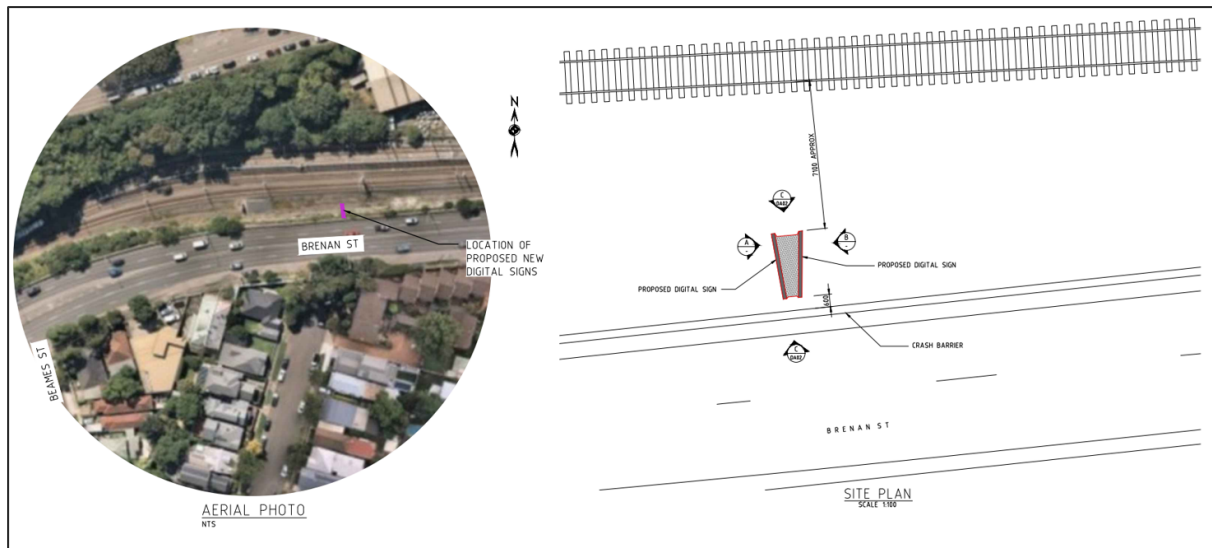 N
BRENAN ST
LOCATION OF
PROPOSED NEW
DIGITAL SIGNS
BEAMES ST
AERIAL PHOTO
NTS
7100 APPROX
C
DA02
A
-
B
-
PROPOSED DIGITAL SIGN
PROPOSED DIGITAL SIGN
600
CRASH BARRIER
C
DA02
BRENAN ST
SITE PLAN
SCALE 1:100